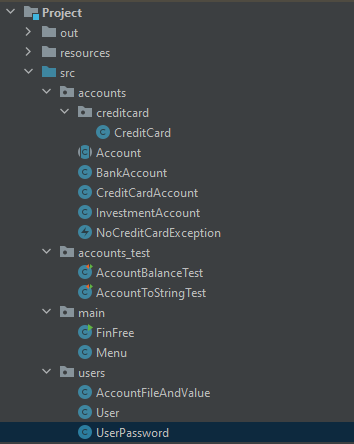 Project
out
resources
src
accounts
creditcard
CreditCard
Account
BankAccount
CreditCardAccount
InvestmentAccount
NoCreditCardException
accounts_test
AccountBalanceTest
AccountToStringTest
main
FinFree
Menu
users
AccountFileAndValue
User
UserPassword